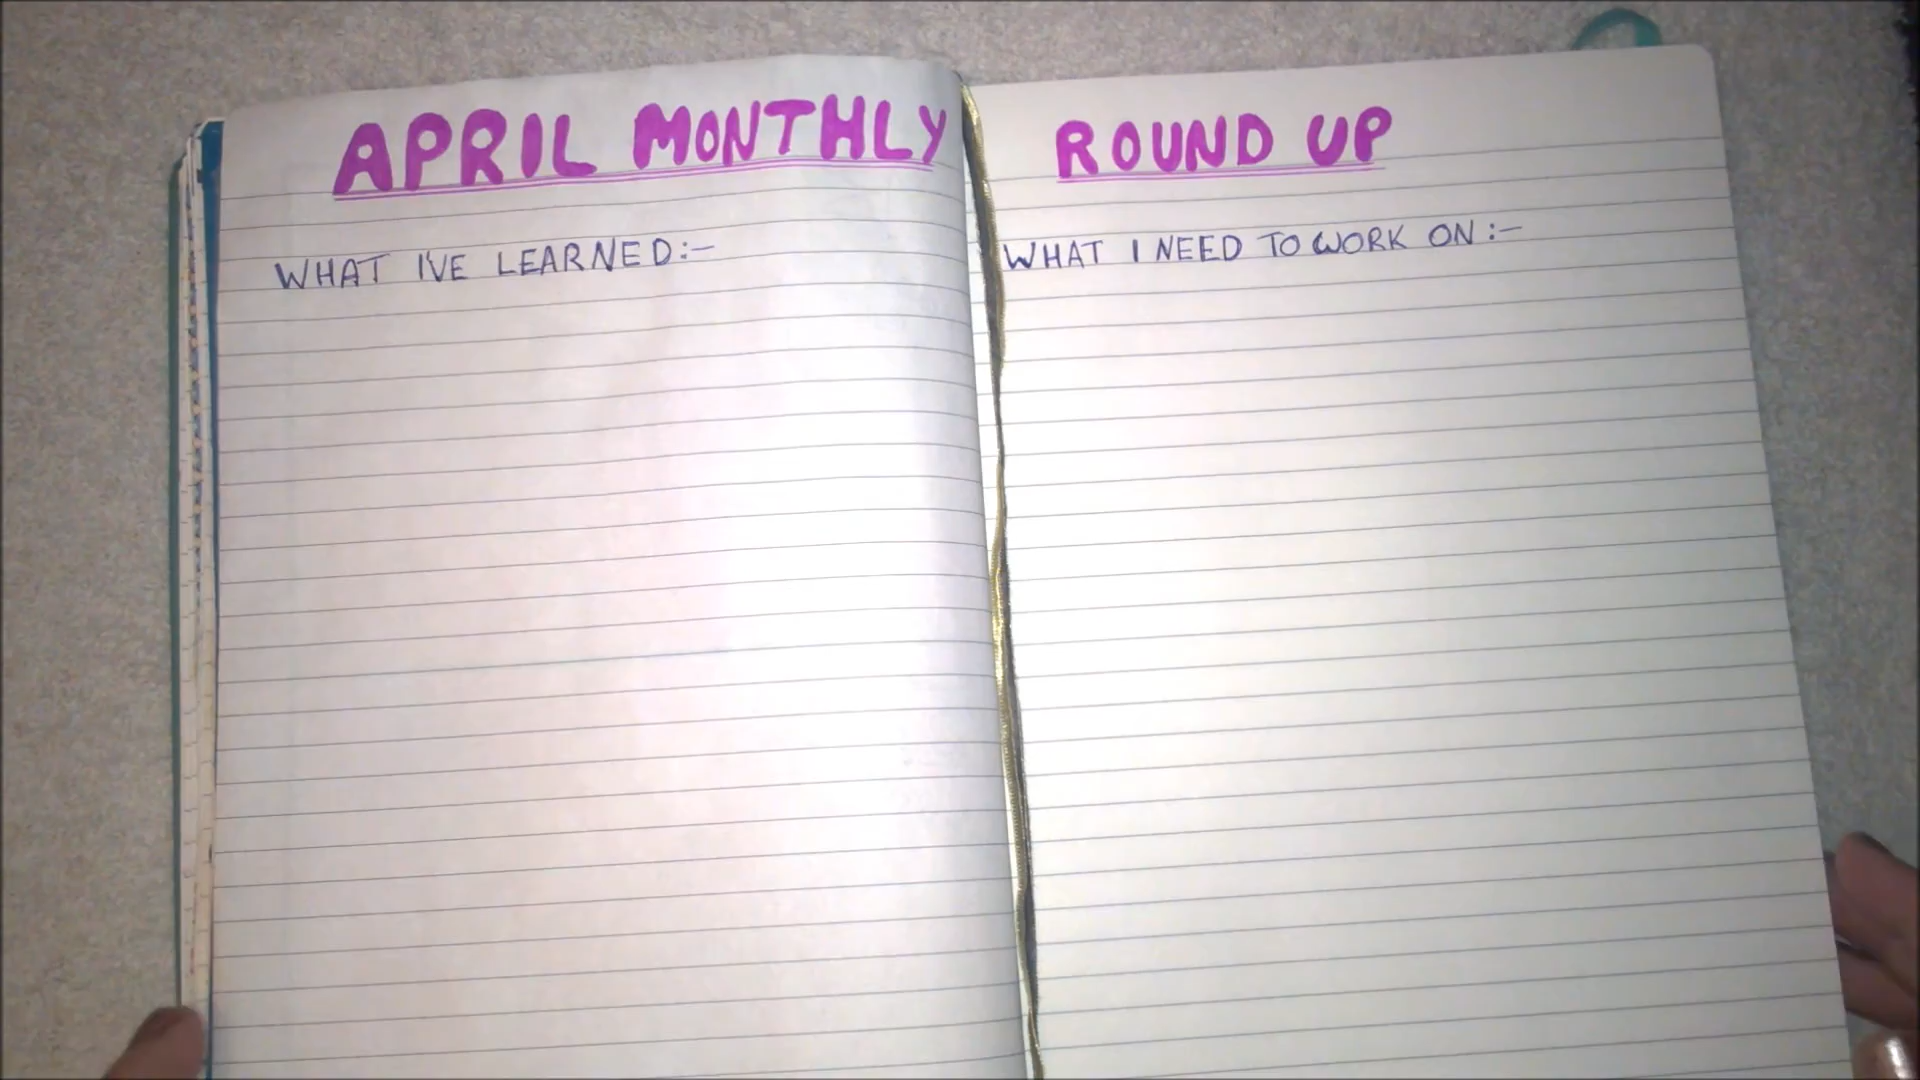 APRIL MONTHLY ROUND UP
WHAT I'VE LEARNED:-
WHAT I NEED TO WORK ON:-